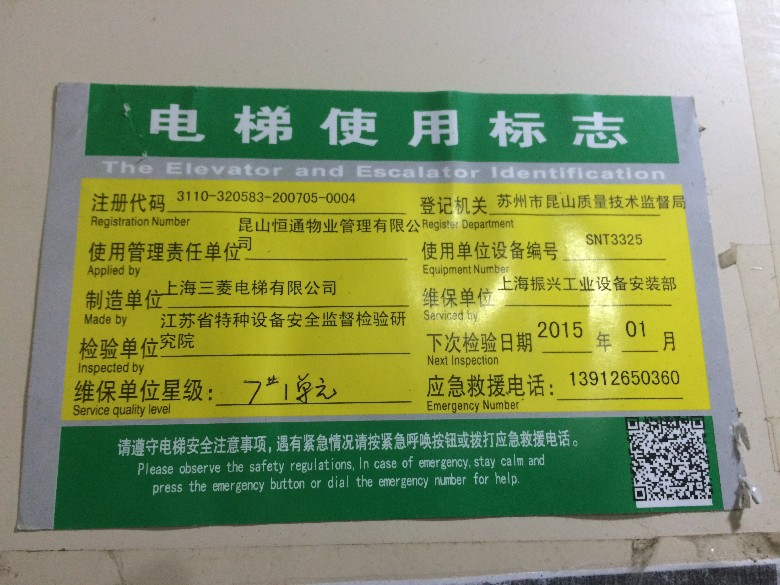 电梯使用标志
The Elevator and Escalator Identification
注册代码 3110-320583-200705-0004 登记机关 苏州市昆山质量技术监督局
Registration Number Register Department
昆山恒通物业管理有限公
使用管理责任单位 司 使用单位设备编号 SNT3325
Applied by Equipment Number
制造单位 上海三菱电梯有限公司 维保单位 上海振兴工业设备安装部
Made by Serviced by
江苏省特种设备安全监督检验研
检验单位 究院 下次检验日期 2015 年 01 月
Inspected by Next Inspection
维保单位星级: 7#1单元 应急救援电话: 13912650360
Service quality level Emergency Number
请遵守电梯安全注意事项,遇有紧急情况请按紧急呼唤按钮或拨打应急救援电话。
Please observe the safety regulations, In case of emergency, stay calm and
press the emergency button or dial the emergency number for help.